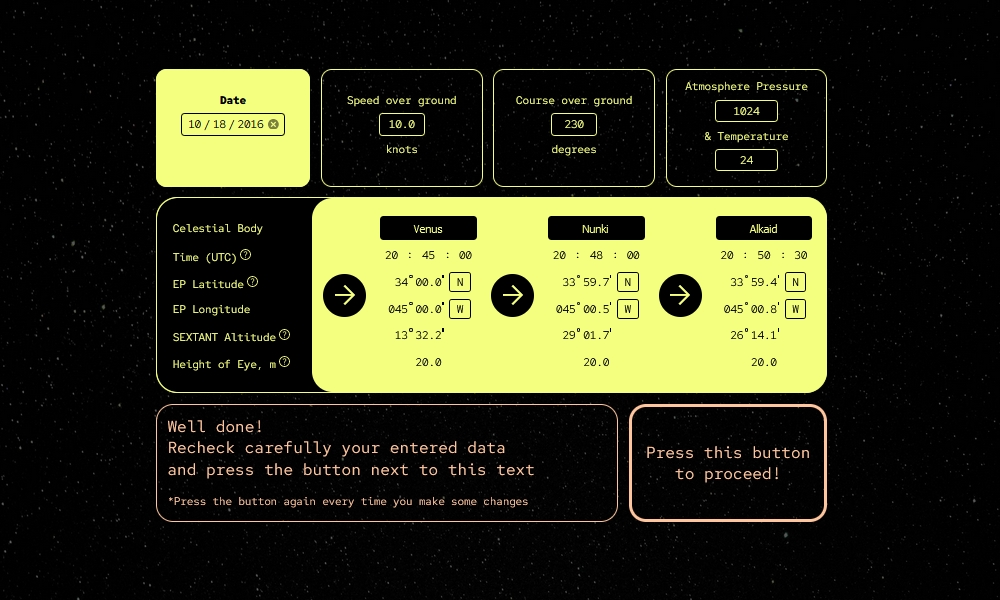 Date
10/18/2016
Speed over ground
10.0
knots
Course over ground
230
degrees
Atmosphere Pressure
1024
& Temperature
24
Celestial Body Venus Nunki Alkaid
Time (UTC) ? 20 : 45 : 00 20 : 48 : 00 20 : 50 : 30
EP Latitude ? 34°00.0' N 33°59.7' N 33°59.4' N
EP Longitude 045°00.0' W 045°00.5' W 045°00.8' W
SEXTANT Altitude ? 13°32.2' 29°01.7' 26°14.1'
Height of Eye, m ? 20.0 20.0 20.0
Well done!
Recheck carefully your entered data
and press the button next to this text
*Press the button again every time you make some changes
Press this button
to proceed!